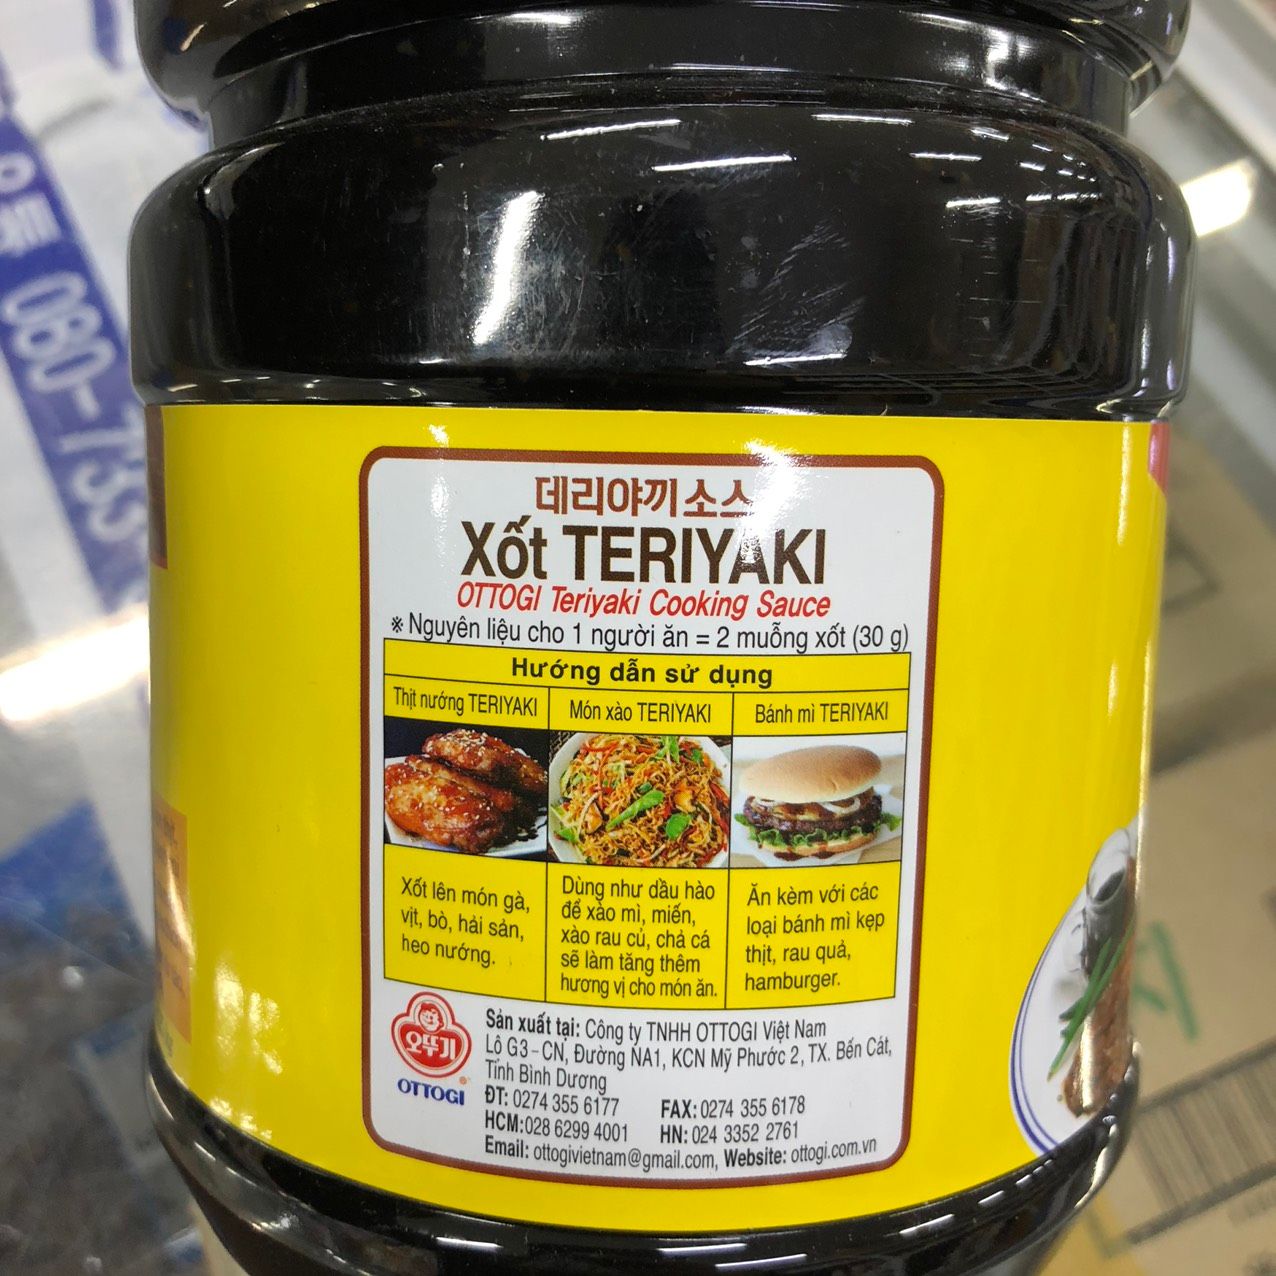 080-7
데리야끼소스
Xốt TERIYAKI
OTTOGI Teriyaki Cooking Sauce
※ Nguyên liệu cho 1 người ăn = 2 muỗng xốt (30 g)
Hướng dẫn sử dụng
Thịt nướng TERIYAKI
Món xào TERIYAKI
Bánh mì TERIYAKI
Xốt lên món gà,
vịt, bò, hải sản,
heo nướng.
Dùng như dầu hào
để xào mì, miến,
xào rau củ, chả cá
sẽ làm tăng thêm
hương vị cho món ăn.
Ăn kèm với các
loại bánh mì kẹp
thịt, rau quả,
hamburger.
오뚜기
OTTOGI
Sản xuất tại: Công ty TNHH OTTOGI Việt Nam
Lô G3-CN, Đường NA1, KCN Mỹ Phước 2, TX. Bến Cát,
Tỉnh Bình Dương
ĐT: 0274 355 6177 FAX: 0274 355 6178
HCM: 028 6299 4001 HN: 024 3352 2761
Email: ottogivietnam@gmail.com, Website: ottogi.com.vn